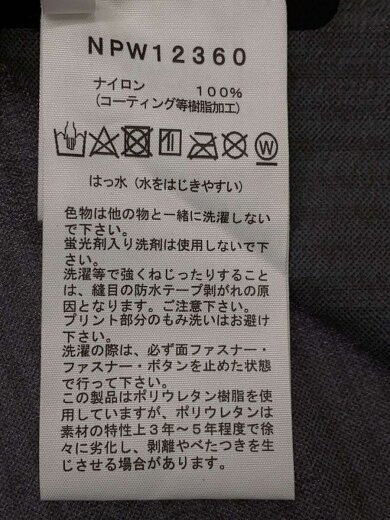 NPW12360
ナイロン 100%
(コーティング等樹脂加工)
W
はっ水（水をはじきやすい）
色物は他の物と一緒に洗濯しない
で下さい。
蛍光剤入り洗剤は使用しないで下
さい。
洗濯等で強くねじったりすること
は、縫目の防水テープ剥がれの原
因となります。ご注意下さい。
プリント部分のもみ洗いはお避け
下さい。
洗濯の際は、必ず面ファスナー・
ファスナー・ボタンを止めた状態
で行って下さい。
この製品はポリウレタン樹脂を使
用していますが、ポリウレタンは
素材の特性上３年～５年程度で徐
々に劣化し、剥離やべたつきを生
じさせる場合があります。